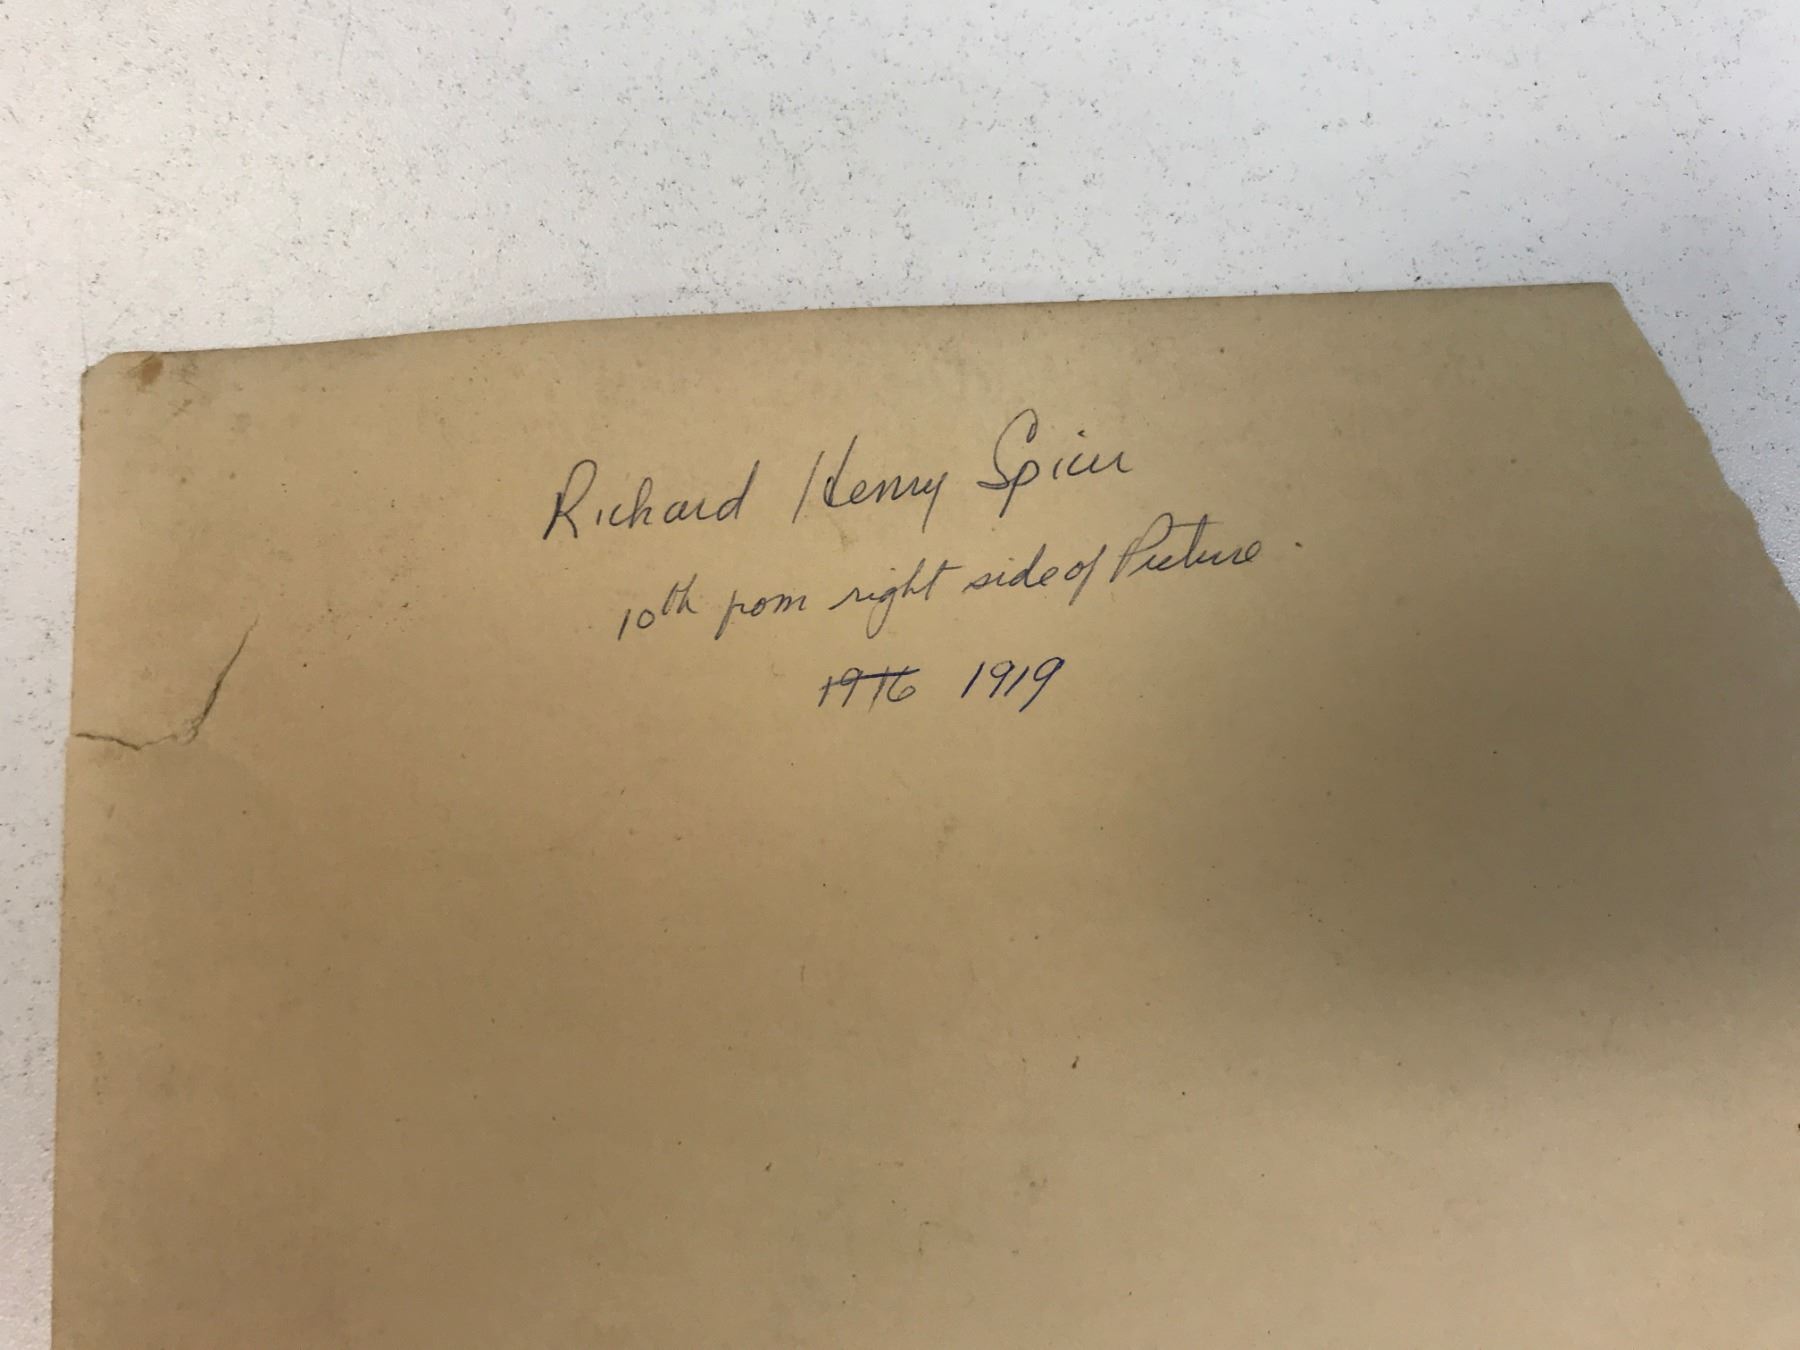 Richard Henry Spicer
10th from right side of Picture.
1916 1919